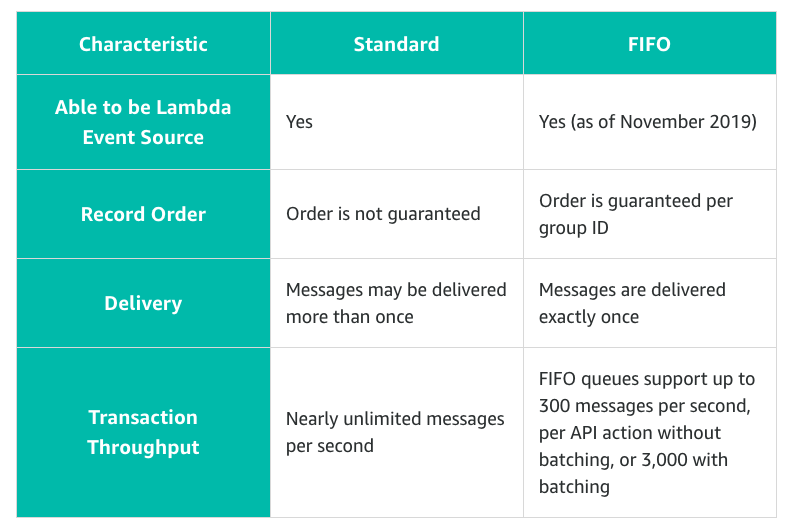 Characteristic
Standard
FIFO
Able to be Lambda
Event Source
Yes
Yes (as of November 2019)
Record Order
Order is not guaranteed
Order is guaranteed per
group ID
Delivery
Messages may be delivered
more than once
Messages are delivered
exactly once
Transaction
Throughput
Nearly unlimited messages
per second
FIFO queues support up to
300 messages per second,
per API action without
batching, or 3,000 with
batching